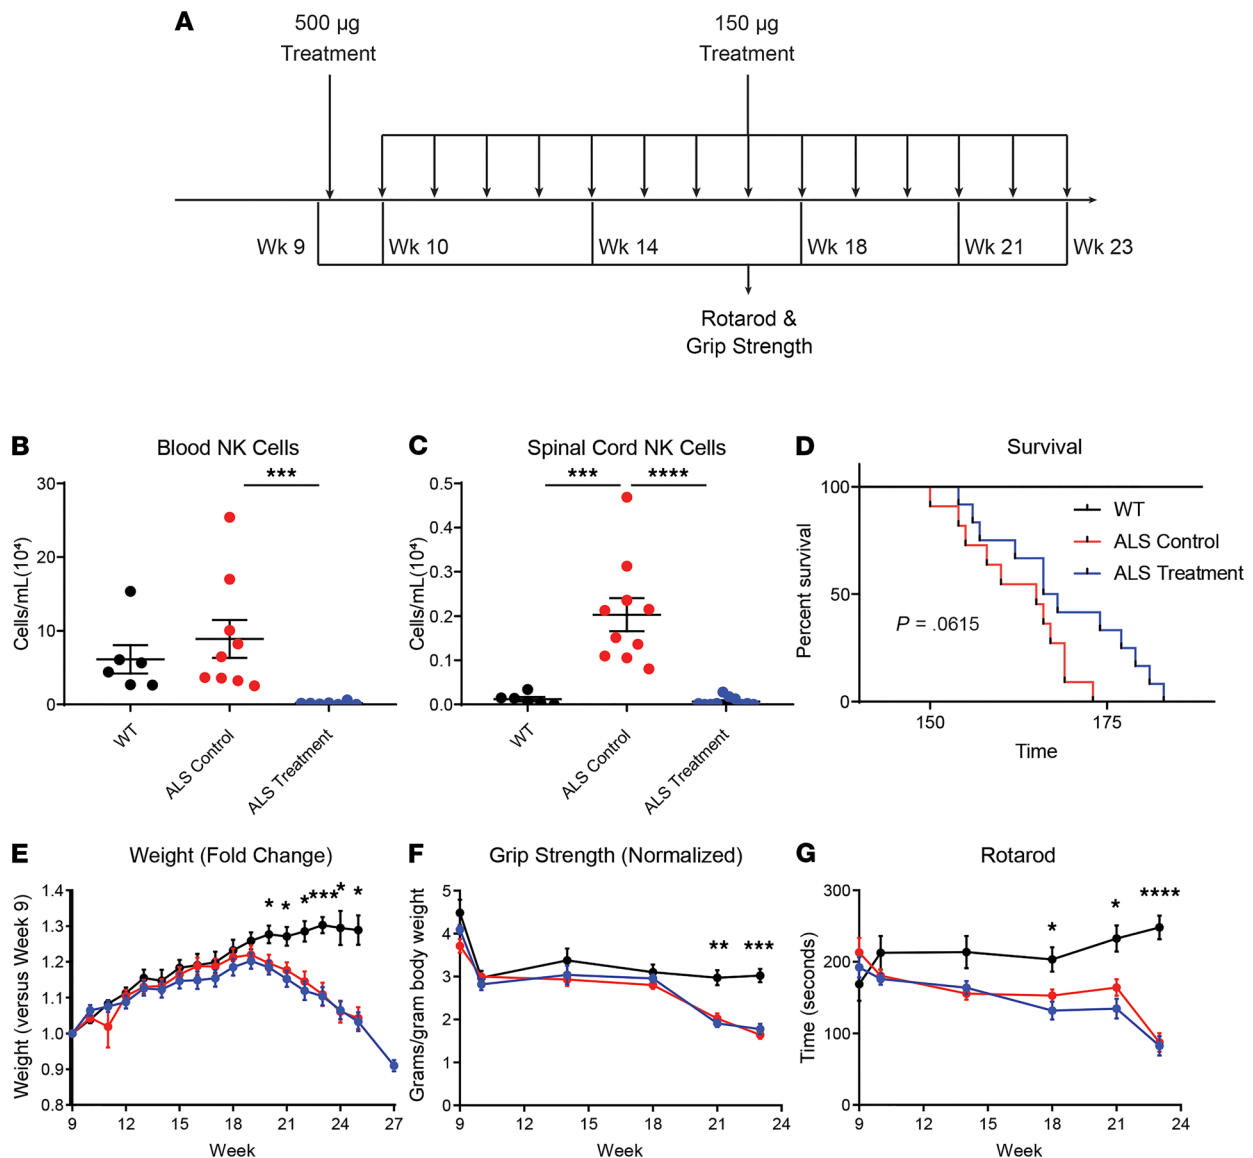 A
500 µg
Treatment
150 µg
Treatment
Wk 9
Wk 10
Wk 14
Wk 18
Wk 21
Wk 23
Rotarod &
Grip Strength
B
Blood NK Cells
***
Cells/mL(10⁴)
30
20
10
0
WT
ALS Control
ALS Treatment
C
Spinal Cord NK Cells
***
****
Cells/mL(10⁴)
0.5
0.4
0.3
0.2
0.1
0.0
WT
ALS Control
ALS Treatment
D
Survival
Percent survival
100
50
0
WT
ALS Control
ALS Treatment
P = .0615
150
175
Time
E
Weight (Fold Change)
Weight (versus Week 9)
1.4
1.3
1.2
1.1
1.0
0.9
0.8
* * * *** * *
9 12 15 18 21 24 27
Week
F
Grip Strength (Normalized)
Grams/gram body weight
5
4
3
2
1
0
** ***
9 12 15 18 21 24
Week
G
Rotarod
Time (seconds)
300
200
100
0
* * ****
9 12 15 18 21 24
Week